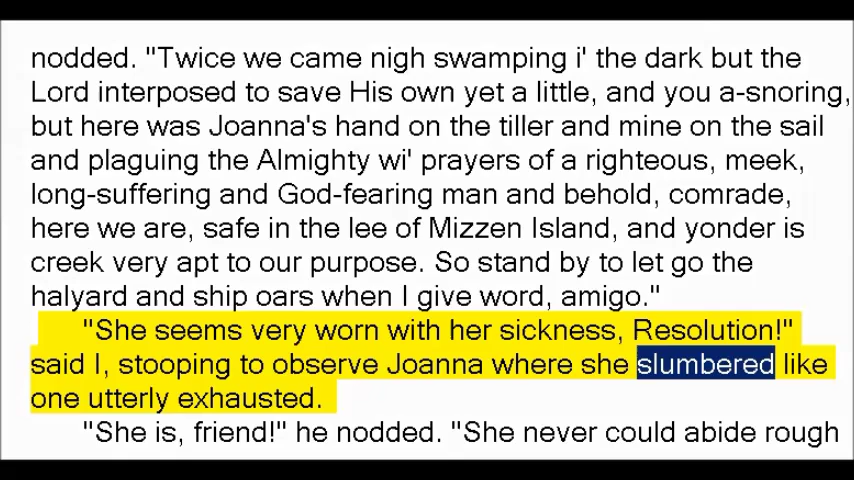 nodded. "Twice we came nigh swamping i' the dark but the
Lord interposed to save His own yet a little, and you a-snoring,
but here was Joanna's hand on the tiller and mine on the sail
and plaguing the Almighty wi' prayers of a righteous, meek,
long-suffering and God-fearing man and behold, comrade,
here we are, safe in the lee of Mizzen Island, and yonder is
creek very apt to our purpose. So stand by to let go the
halyard and ship oars when I give word, amigo."
"She seems very worn with her sickness, Resolution!"
said I, stooping to observe Joanna where she slumbered like
one utterly exhausted.
"She is, friend!" he nodded. "She never could abide rough